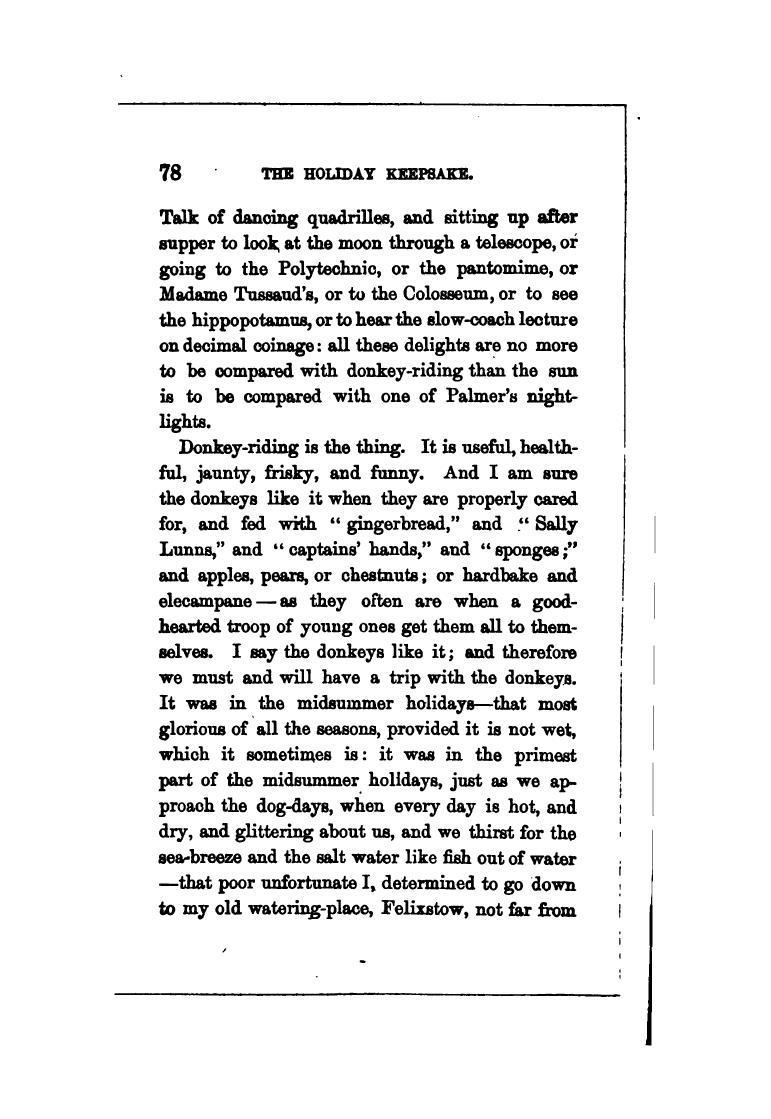 78 THE HOLIDAY KEEPSAKE.
Talk of dancing quadrilles, and sitting up after
supper to look at the moon through a telescope, or
going to the Polytechnic, or the pantomime, or
Madame Tussaud's, or to the Colosseum, or to see
the hippopotamus, or to hear the slow-coach lecture
on decimal coinage: all these delights are no more
to be compared with donkey-riding than the sun
is to be compared with one of Palmer's night-
lights.
Donkey-riding is the thing. It is useful, health-
ful, jaunty, frisky, and funny. And I am sure
the donkeys like it when they are properly cared
for, and fed with "gingerbread," and "Sally
Lunns," and "captains' hands," and "sponges;"
and apples, pears, or chestnuts; or hardbake and
elecampane—as they often are when a good-
hearted troop of young ones get them all to them-
selves. I say the donkeys like it; and therefore
we must and will have a trip with the donkeys.
It was in the midsummer holidays—that most
glorious of all the seasons, provided it is not wet,
which it sometimes is: it was in the primest
part of the midsummer holidays, just as we ap-
proach the dog-days, when every day is hot, and
dry, and glittering about us, and we thirst for the
sea-breeze and the salt water like fish out of water
—that poor unfortunate I, determined to go down
to my old watering-place, Felixstow, not far from